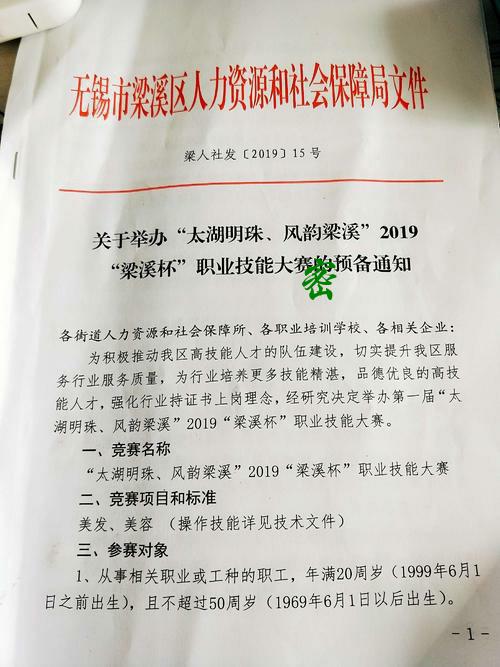 无锡市梁溪区人力资源和社会保障局文件
梁人社发〔2019〕15号
关于举办“太湖明珠、风韵梁溪”2019
“梁溪杯”职业技能大赛的预备通知
密
各街道人力资源和社会保障所、各职业培训学校、各相关企业：
为积极推动我区高技能人才的队伍建设，切实提升我区服
务行业服务质量，为行业培养更多技能精湛，品德优良的高技
能人才，强化行业持证书上岗理念，经研究决定举办第一届“太
湖明珠、风韵梁溪”2019“梁溪杯”职业技能大赛。
一、竞赛名称
“太湖明珠、风韵梁溪”2019“梁溪杯”职业技能大赛
二、竞赛项目和标准
美发、美容（操作技能详见技术文件）
三、参赛对象
1、从事相关职业或工种的职工，年满20周岁（1999年6月1
日之前出生），且不超过50周岁（1969年6月1日以后出生）。
-1-